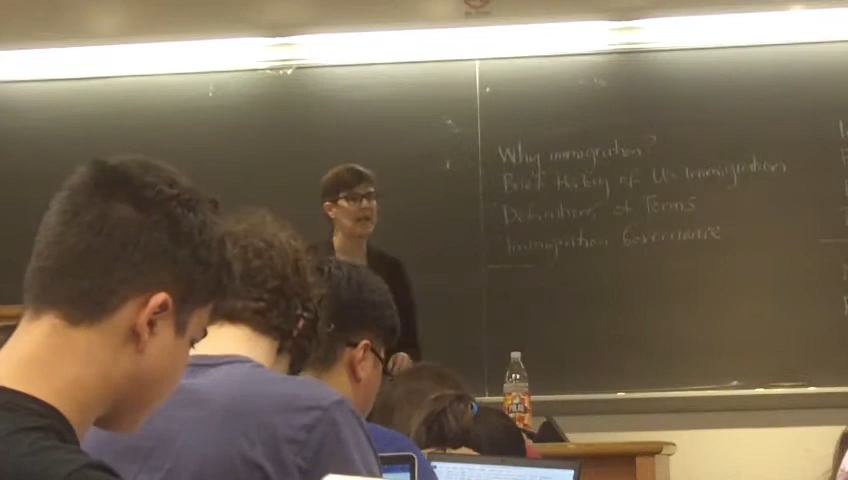 Why immigration?
Brief History of US Immigration
Definitions of Terms
Immigration Governance